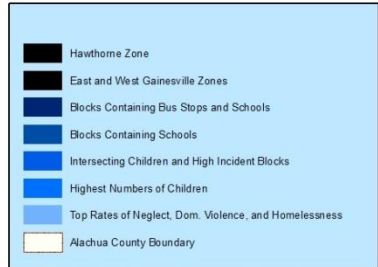 Hawthorne Zone
East and West Gainesville Zones
Blocks Containing Bus Stops and Schools
Blocks Containing Schools
Intersecting Children and High Incident Blocks
Highest Numbers of Children
Top Rates of Neglect, Dom. Violence, and Homelessness
Alachua County Boundary